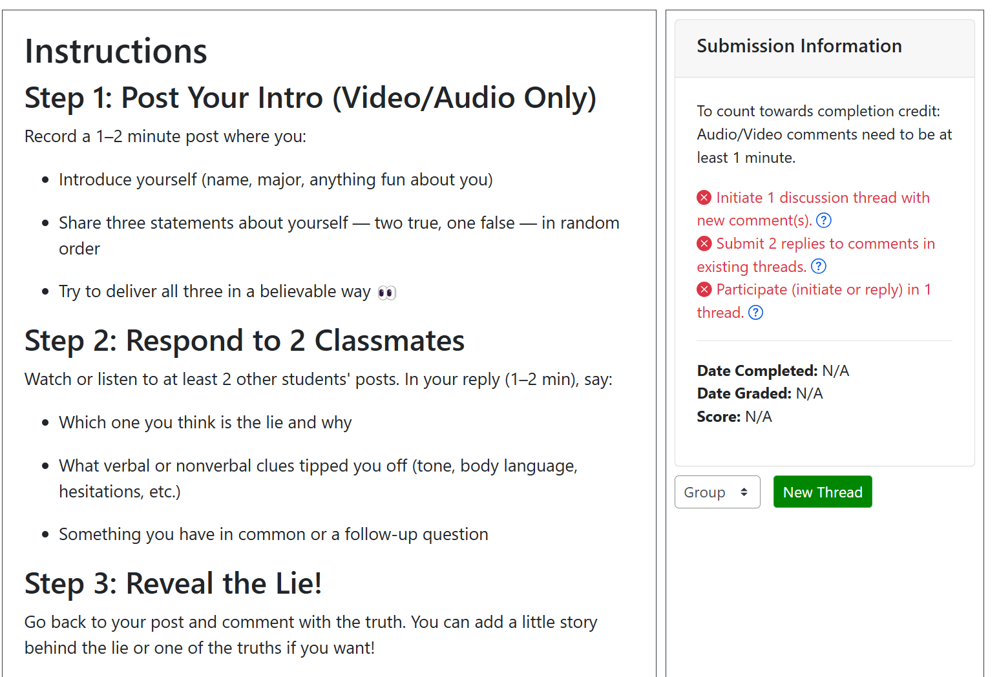 Instructions
Step 1: Post Your Intro (Video/Audio Only)
Record a 1–2 minute post where you:
Introduce yourself (name, major, anything fun about you)
Share three statements about yourself — two true, one false — in random
order
Try to deliver all three in a believable way 👀
Step 2: Respond to 2 Classmates
Watch or listen to at least 2 other students' posts. In your reply (1–2 min), say:
Which one you think is the lie and why
What verbal or nonverbal clues tipped you off (tone, body language,
hesitations, etc.)
Something you have in common or a follow-up question
Step 3: Reveal the Lie!
Go back to your post and comment with the truth. You can add a little story
behind the lie or one of the truths if you want!
Submission Information
To count towards completion credit:
Audio/Video comments need to be at
least 1 minute.
Initiate 1 discussion thread with
new comment(s).
Submit 2 replies to comments in
existing threads.
Participate (initiate or reply) in 1
thread.
Date Completed: N/A
Date Graded: N/A
Score: N/A
Group
New Thread